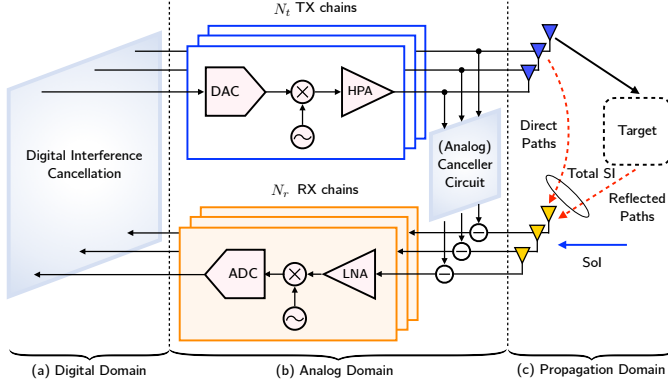 N_t TX chains
DAC
HPA
Digital Interference
Cancellation
(Analog)
Canceller
Circuit
Direct
Paths
Target
Total SI
Reflected
Paths
N_r RX chains
ADC
LNA
SoI
(a) Digital Domain
(b) Analog Domain
(c) Propagation Domain